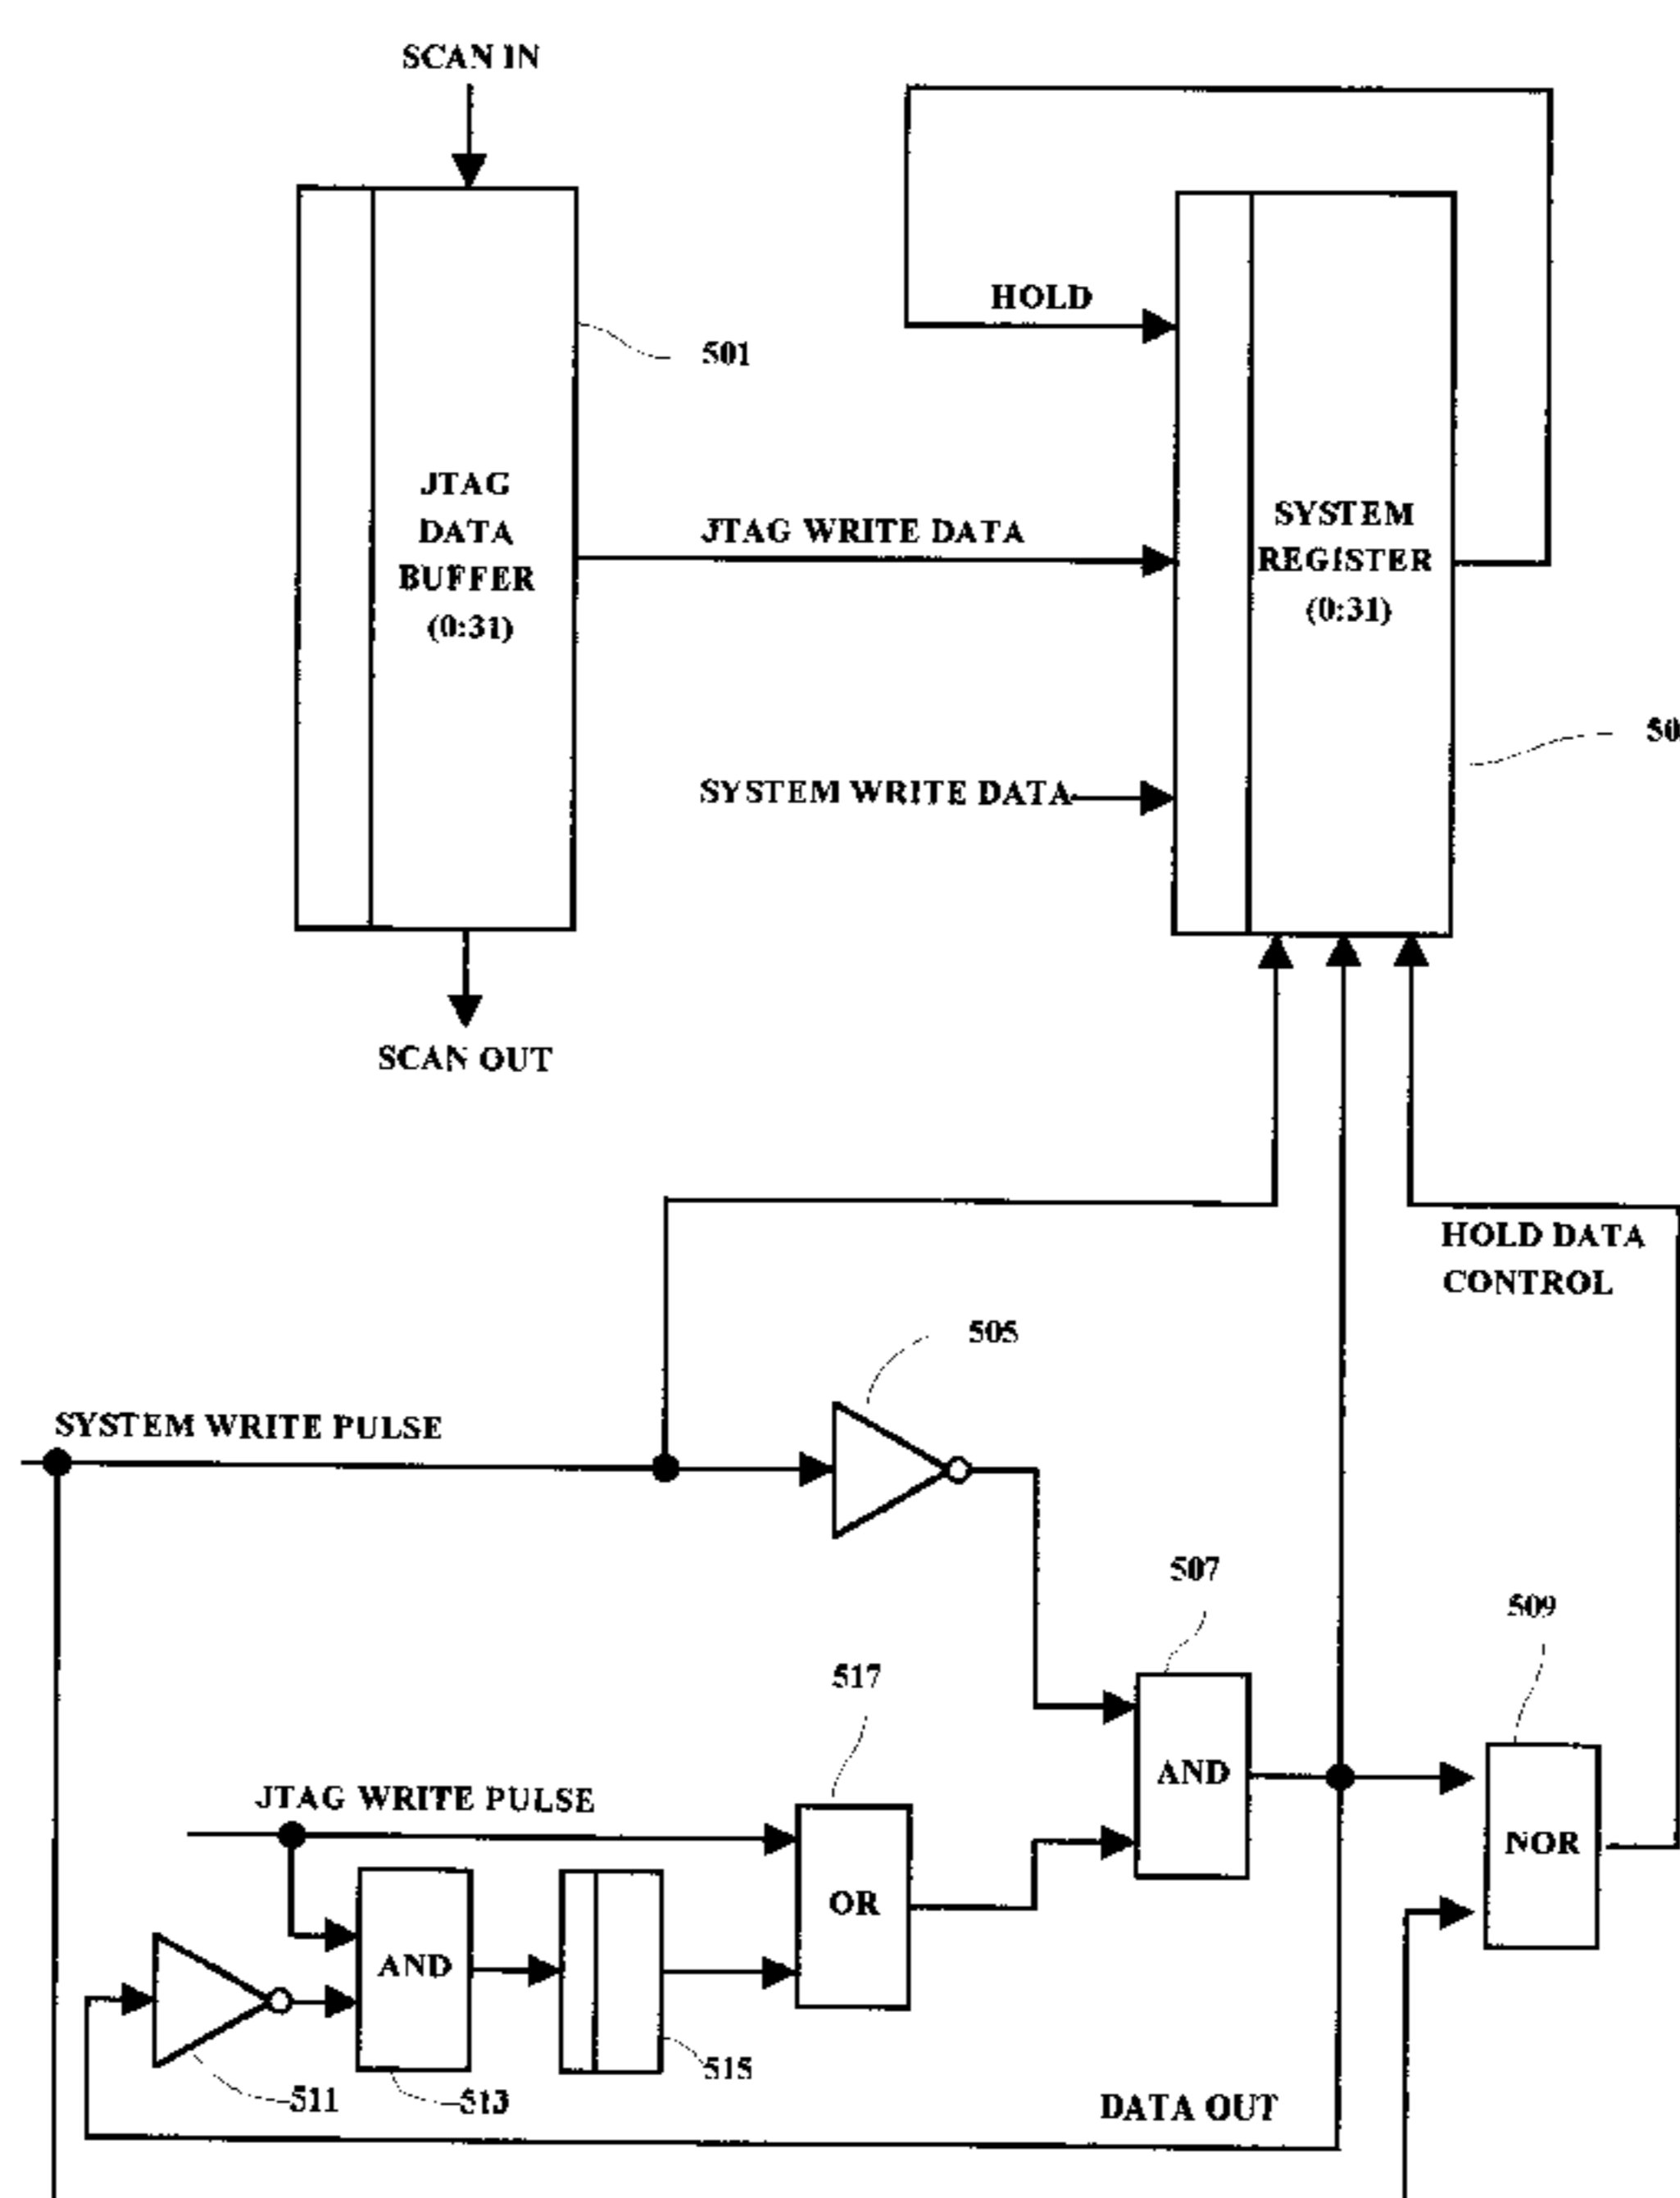 SCAN IN
HOLD
501
JTAG
DATA
BUFFER
(0:31)
JTAG WRITE DATA
SYSTEM
REGISTER
(0:31)
50
SYSTEM WRITE DATA
SCAN OUT
HOLD DATA
CONTROL
505
SYSTEM WRITE PULSE
507
509
517
AND
JTAG WRITE PULSE
NOR
OR
AND
515
511
513
DATA OUT